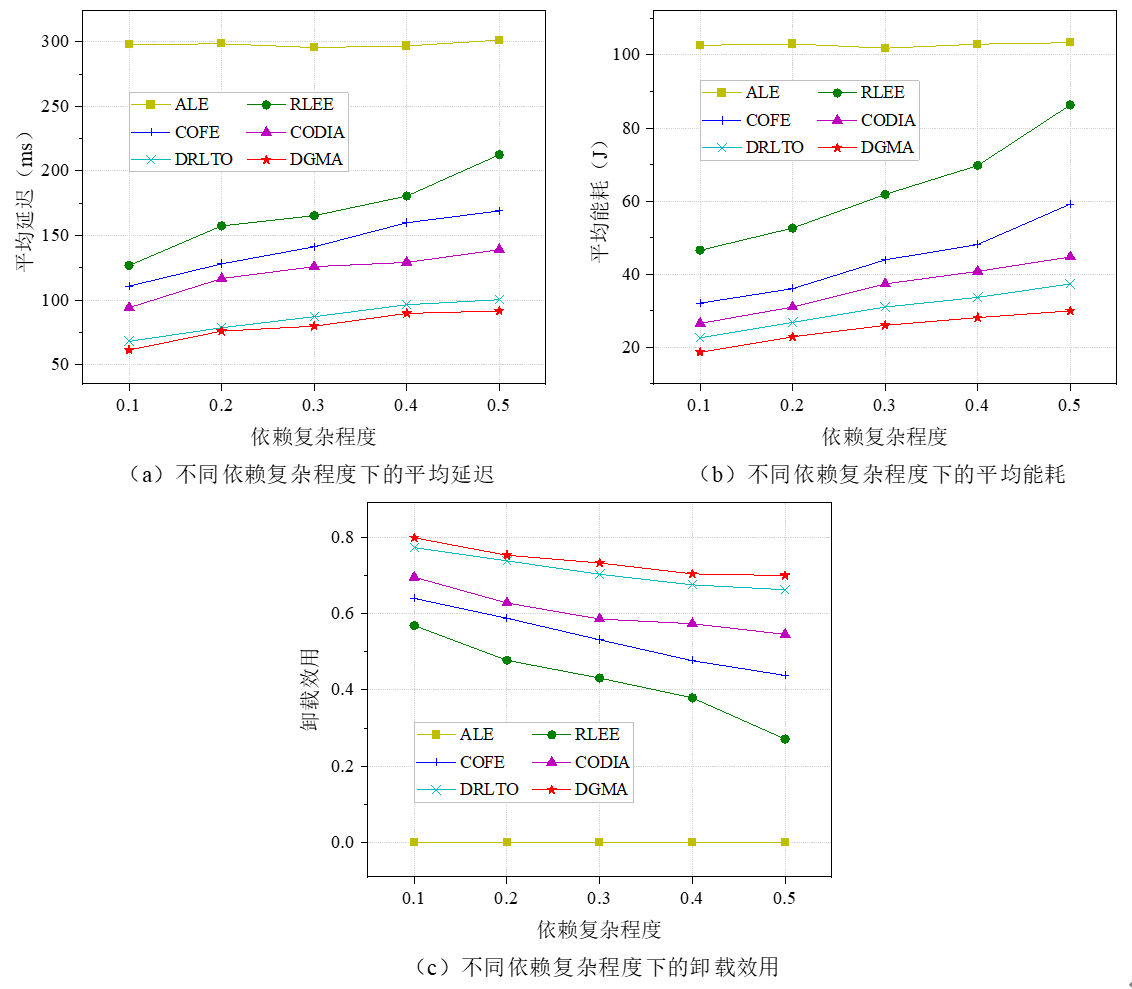 300
250
200
150
100
50
平均延迟（ms）
ALE RLEE
COFE CODIA
DRLTO DGMA
0.1 0.2 0.3 0.4 0.5
依赖复杂程度
（a）不同依赖复杂程度下的平均延迟
100
80
60
40
20
平均能耗（J）
ALE RLEE
COFE CODIA
DRLTO DGMA
0.1 0.2 0.3 0.4 0.5
依赖复杂程度
（b）不同依赖复杂程度下的平均能耗
0.8
0.6
0.4
0.2
0.0
卸载效用
ALE RLEE
COFE CODIA
DRLTO DGMA
0.1 0.2 0.3 0.4 0.5
依赖复杂程度
（c）不同依赖复杂程度下的卸载效用